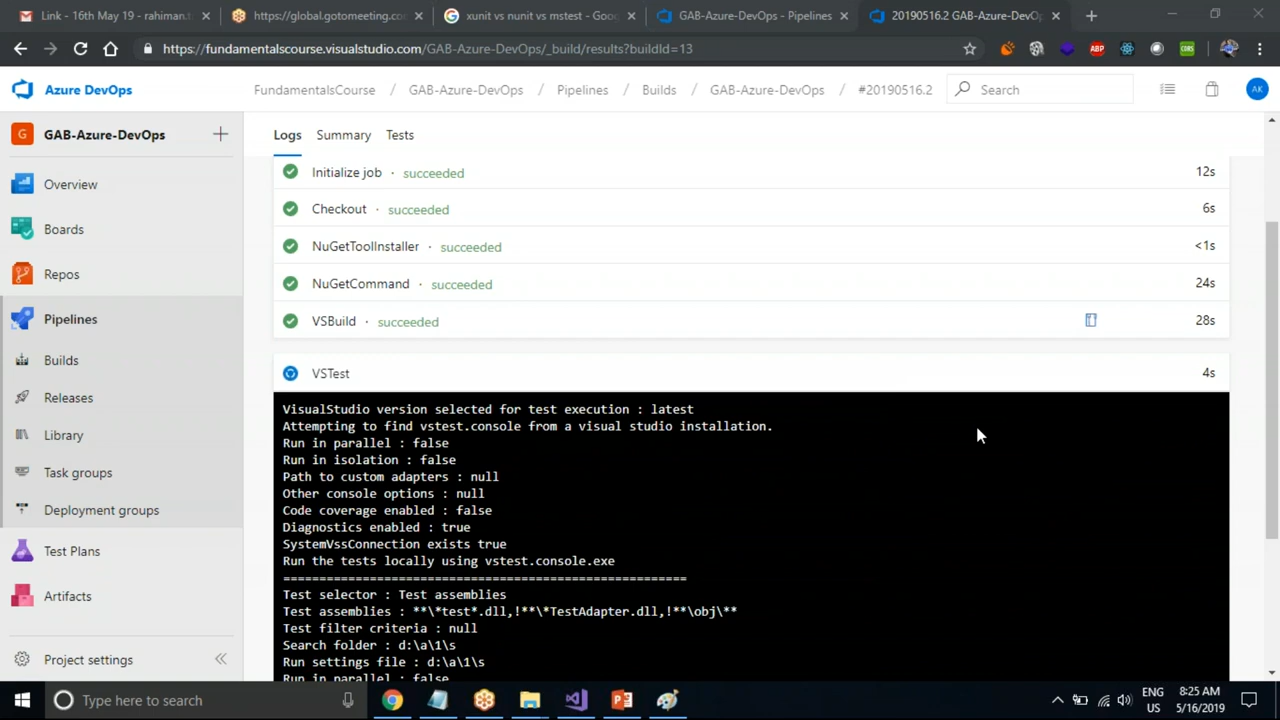 Link - 16th May 19 - rahiman.t
https://global.gotomeeting.co
xunit vs nunit vs mstest - Goo
GAB-Azure-DevOps - Pipelines
20190516.2 GAB-Azure-DevO
https://fundamentalscourse.visualstudio.com/GAB-Azure-DevOps/_build/results?buildId=13
ABP
CORS
Azure DevOps
FundamentalsCourse / GAB-Azure-DevOps / Pipelines / Builds / GAB-Azure-DevOps / #20190516.2
Search
AK
G GAB-Azure-DevOps
Overview
Boards
Repos
Pipelines
Builds
Releases
Library
Task groups
Deployment groups
Test Plans
Artifacts
Project settings
Logs Summary Tests
Initialize job · succeeded 12s
Checkout · succeeded 6s
NuGetToolInstaller · succeeded <1s
NuGetCommand · succeeded 24s
VSBuild · succeeded 28s
VSTest 4s
VisualStudio version selected for test execution : latest
Attempting to find vstest.console from a visual studio installation.
Run in parallel : false
Run in isolation : false
Path to custom adapters : null
Other console options : null
Code coverage enabled : false
Diagnostics enabled : true
SystemVssConnection exists true
Run the tests locally using vstest.console.exe
========================================================
Test selector : Test assemblies
Test assemblies : **\*test*.dll,!**\*TestAdapter.dll,!**\obj\**
Test filter criteria : null
Search folder : d:\a\1\s
Run settings file : d:\a\1\s
Run in parallel : false
Type here to search
ENG
US
8:25 AM
5/16/2019